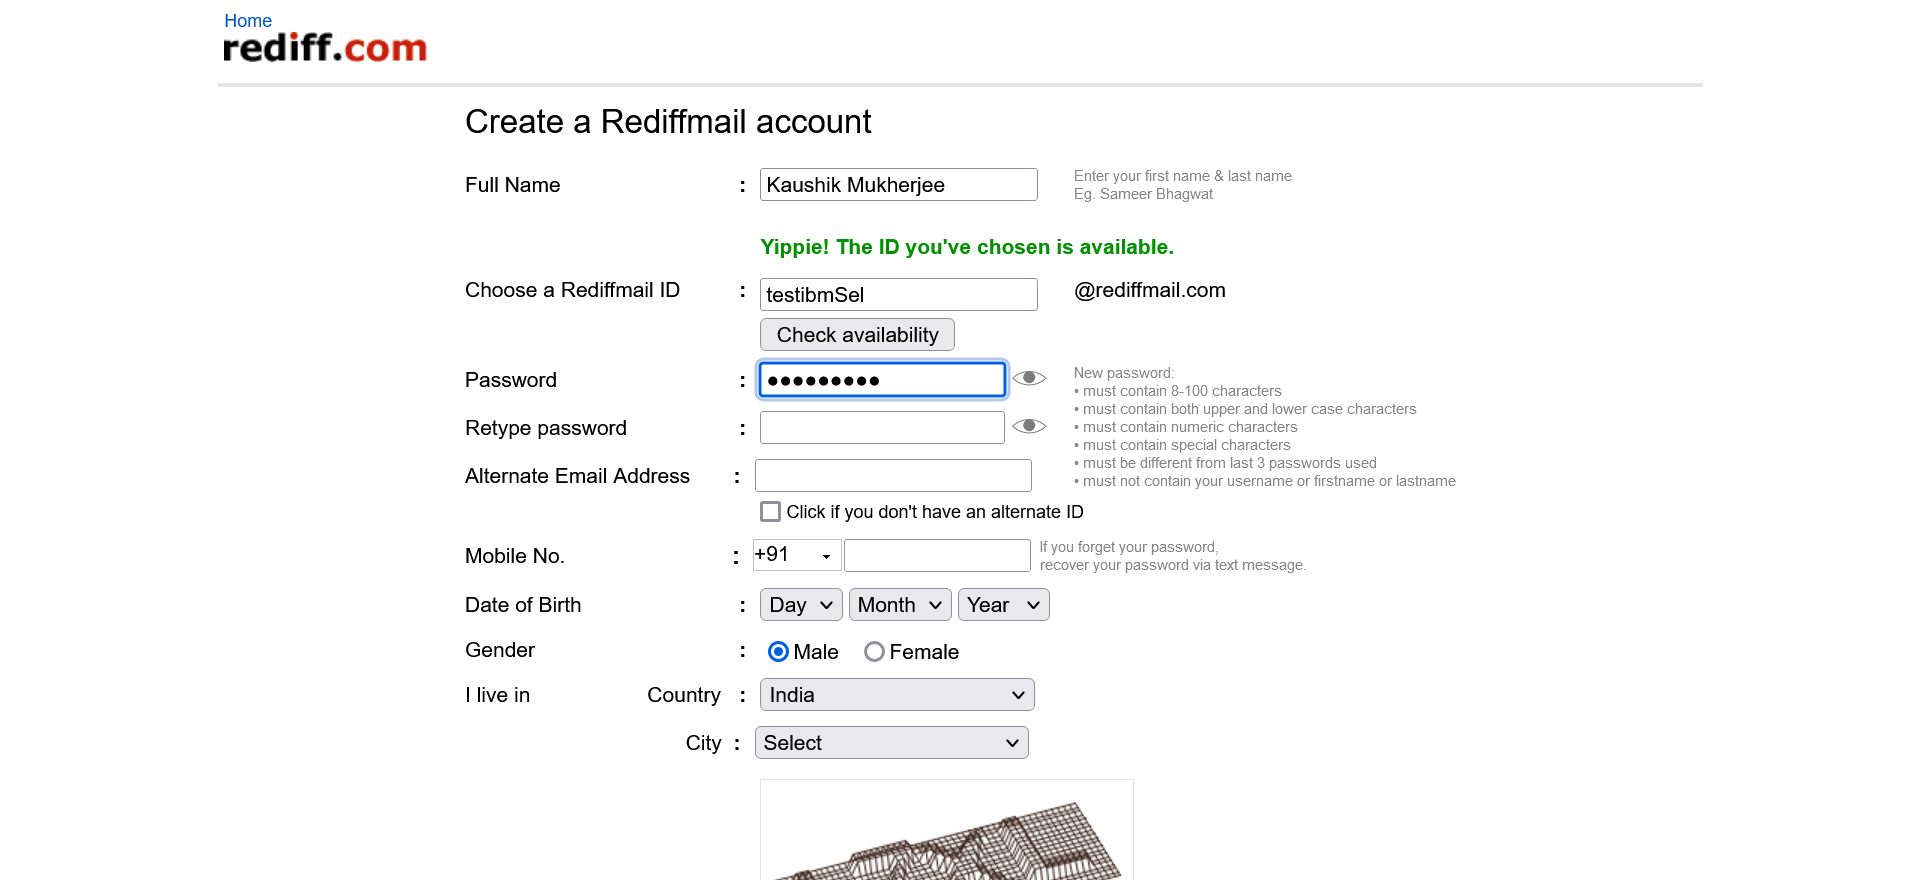 Home
rediff.com
Create a Rediffmail account
Full Name : Kaushik Mukherjee
Enter your first name & last name
Eg. Sameer Bhagwat
Yippie! The ID you've chosen is available.
Choose a Rediffmail ID : testibmSel @rediffmail.com
Check availability
Password : ●●●●●●●●●
New password:
• must contain 8-100 characters
• must contain both upper and lower case characters
• must contain numeric characters
• must contain special characters
• must be different from last 3 passwords used
• must not contain your username or firstname or lastname
Retype password :
Alternate Email Address :
Click if you don't have an alternate ID
Mobile No. : +91
If you forget your password,
recover your password via text message.
Date of Birth : Day Month Year
Gender : Male Female
I live in Country : India
City : Select